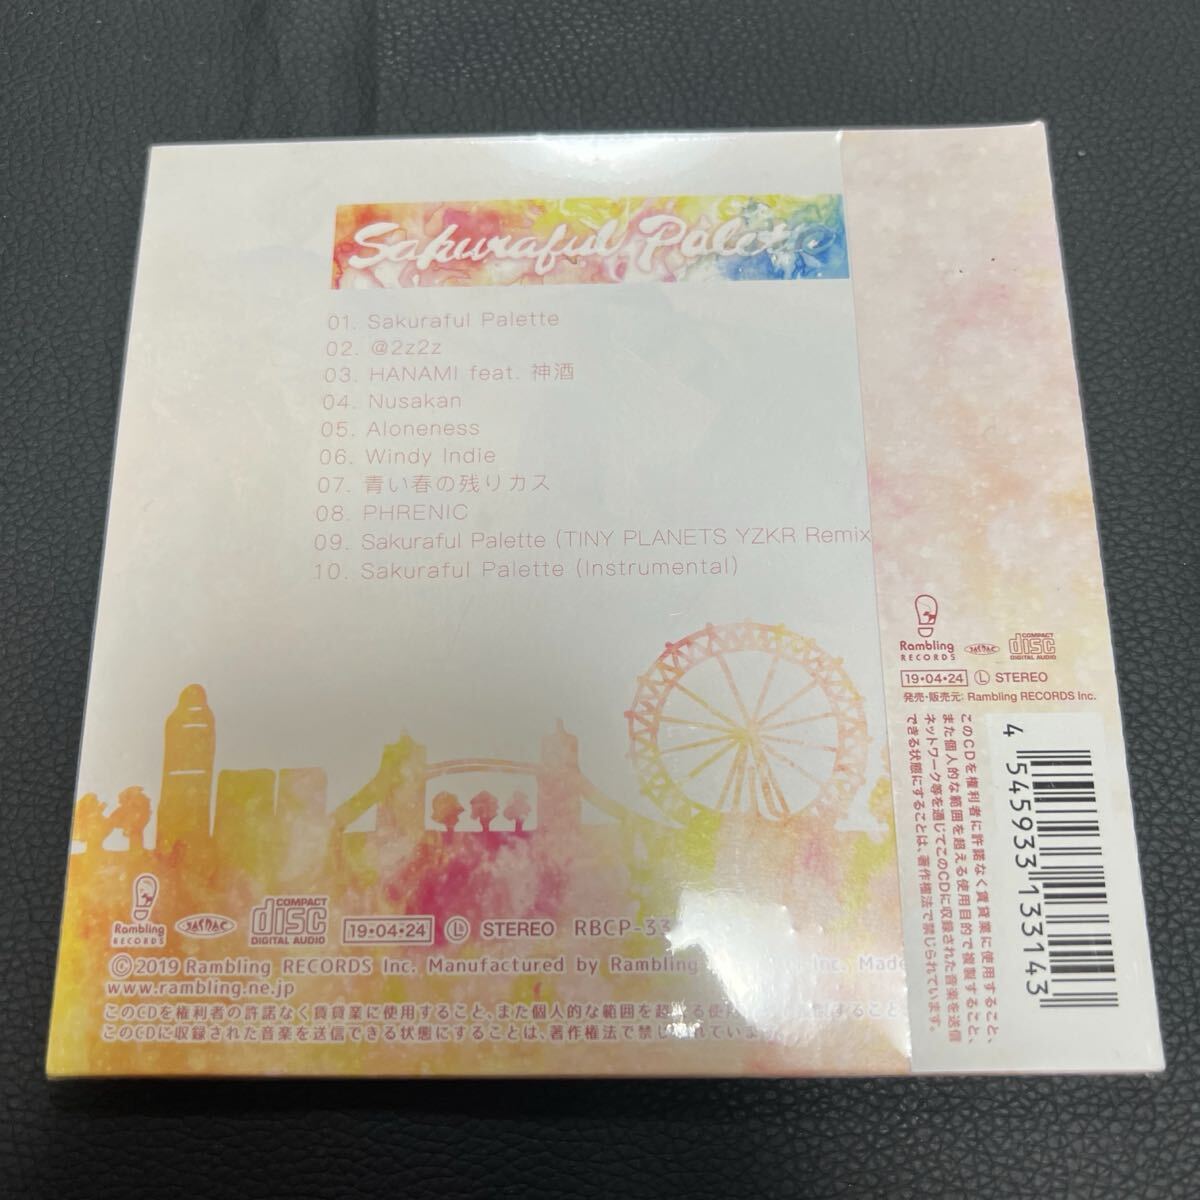 Sakuraful Palette
01. Sakuraful Palette
02. @2z2z
03. HANAMI feat. 神酒
04. Nusakan
05. Aloneness
06. Windy Indie
07. 青い春の残りカス
08. PHRENIC
09. Sakuraful Palette (TINY PLANETS YZKR Remix
10. Sakuraful Palette (Instrumental)
Rambling
RECORDS
JASRAC
COMPACT
disc
DIGITAL AUDIO
19・04・24
L STEREO
発売・販売元: Rambling RECORDS Inc.
このCDを権利者に許諾なく賃貸業に使用すること、
また個人的な範囲を超える使用目的で複製すること、
ネットワーク等を通じてこのCDに収録された音楽を送信
できる状態にすることは、著作権法で禁じられています。
4 545933 133143
Rambling
RECORDS
JASRAC
COMPACT
disc
DIGITAL AUDIO
19・04・24
L STEREO RBCP-33
©2019 Rambling RECORDS Inc. Manufactured by Rambling Inc. Made
www.rambling.ne.jp
このCDを権利者の許諾なく賃貸業に使用すること、また個人的な範囲を超える使用 すること
このCDに収録された音楽を送信できる状態にすることは、著作権法で禁じられています